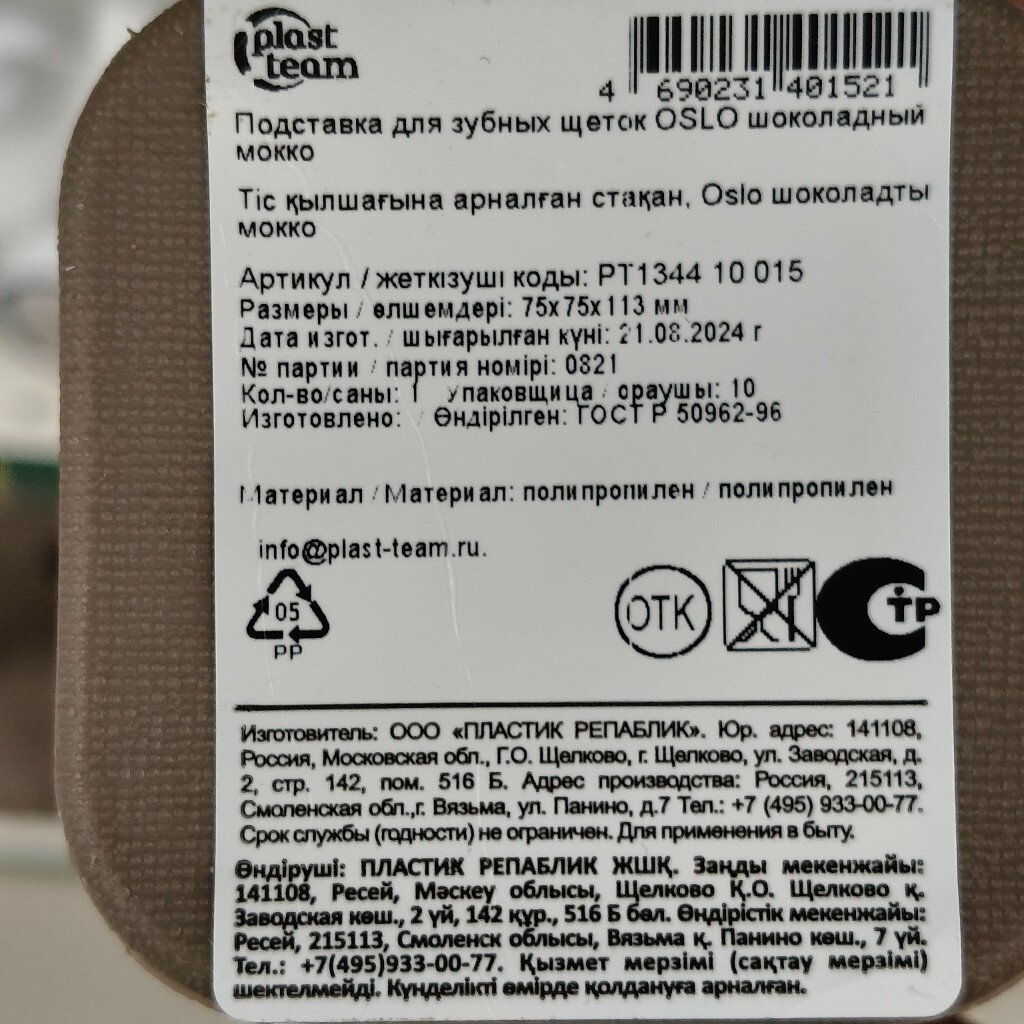 plast
team
4 690231 401521
Подставка для зубных щеток OSLO шоколадный
мокко
Тіс қылшағына арналған стақан, Oslo шоколадты
мокко
Артикул / жеткізуші коды: PT1344 10 015
Размеры / өлшемдері: 75x75x113 мм
Дата изгот. / шығарылған күні: 21.08.2024 г
№ партии / партия номірі: 0821
Кол-во/саны: 1 Упаковщица / ораушы: 10
Изготовлено: / Өндірілген: ГОСТ Р 50962-96
Материал / Материал: полипропилен / полипропилен
info@plast-team.ru.
05
PP
ОТК
ТР
Изготовитель: ООО «ПЛАСТИК РЕПАБЛИК». Юр. адрес: 141108,
Россия, Московская обл., Г.О. Щелково, г. Щелково, ул. Заводская, д.
2, стр. 142, пом. 516 Б. Адрес производства: Россия, 215113,
Смоленская обл.,г. Вязьма, ул. Панино, д.7 Тел.: +7 (495) 933-00-77.
Срок службы (годности) не ограничен. Для применения в быту.
Өндіруші: ПЛАСТИК РЕПАБЛИК ЖШҚ. Заңды мекенжайы:
141108, Ресей, Мәскеу облысы, Щелково Қ.О. Щелково қ.
Заводская көш., 2 үй, 142 құр., 516 Б бөл. Өндірістік мекенжайы:
Ресей, 215113, Смоленск облысы, Вязьма қ. Панино көш., 7 үй.
Тел.: +7(495)933-00-77. Қызмет мерзімі (сақтау мерзімі)
шектелмейді. Күнделікті өмірде қолдануға арналған.